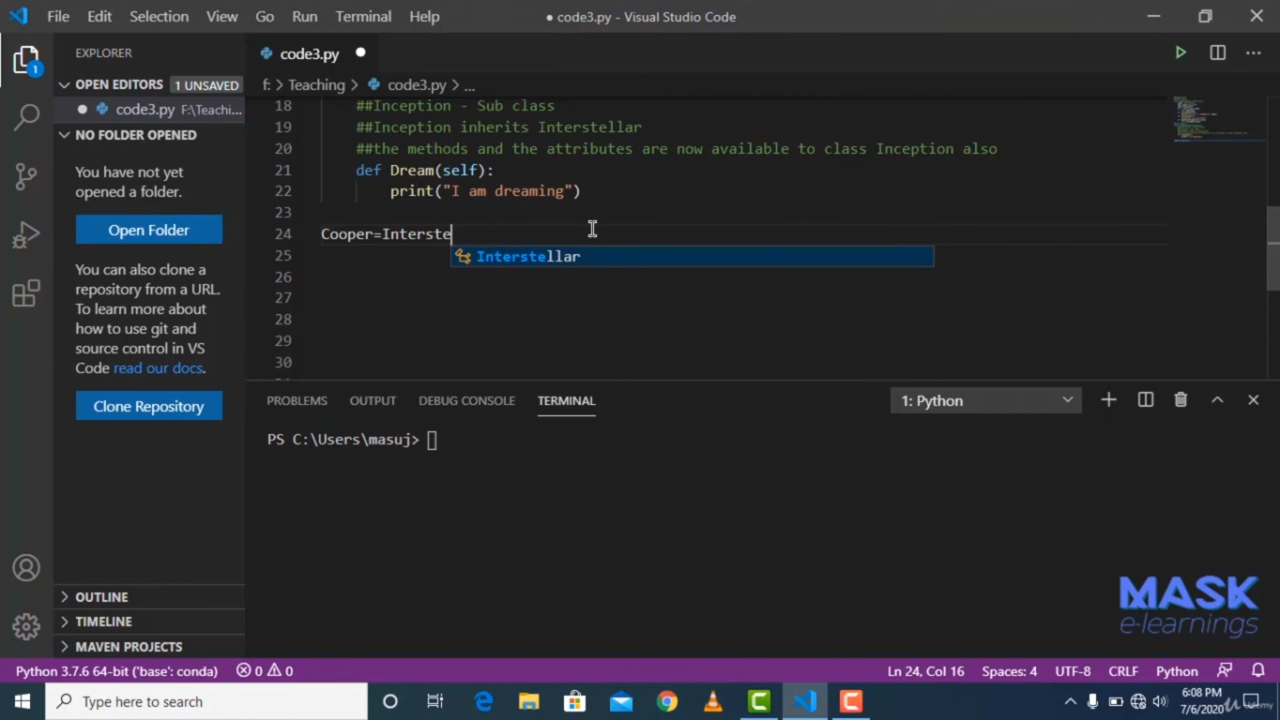 File Edit Selection View Go Run Terminal Help
● code3.py - Visual Studio Code
EXPLORER
code3.py
OPEN EDITORS 1 UNSAVED
1
f: > Teaching > code3.py > ...
code3.py F:\Teachi...
NO FOLDER OPENED
You have not yet
opened a folder.
Open Folder
You can also clone a
repository from a URL.
To learn more about
how to use git and
source control in VS
Code read our docs.
Clone Repository
OUTLINE
TIMELINE
MAVEN PROJECTS
18 ##Inception - Sub class
19 ##Inception inherits Interstellar
20 ##the methods and the attributes are now available to class Inception also
21 def Dream(self):
22 print("I am dreaming")
23
24 Cooper=Interste
Interstellar
25
26
27
28
29
30
PROBLEMS OUTPUT DEBUG CONSOLE TERMINAL
1: Python
PS C:\Users\masuj>
MASK
e-learnings
Python 3.7.6 64-bit ('base': conda) 0 0
Ln 24, Col 16 Spaces: 4 UTF-8 CRLF Python
Type here to search
6:08 PM
7/6/2020
Udemy